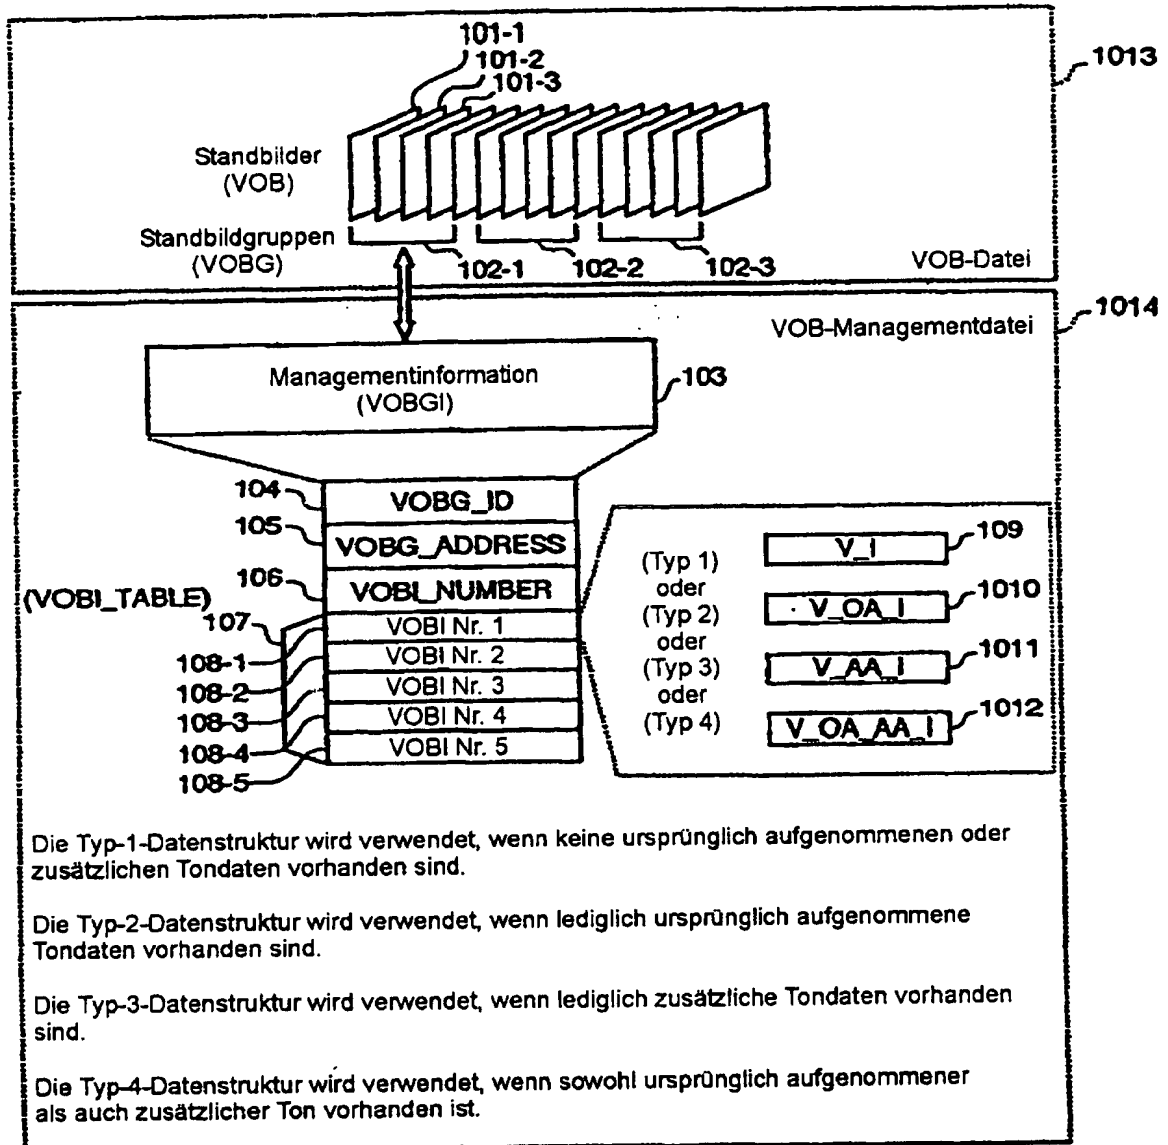 101-1
101-2
101-3
1013
Standbilder
(VOB)
Standbildgruppen
(VOBG)
102-1
102-2
102-3
VOB-Datei
1014
VOB-Managementdatei
Managementinformation
(VOBGI)
103
104
VOBG_ID
105
VOBG_ADDRESS
106
VOBI_NUMBER
(VOBI_TABLE)
107
VOBI Nr. 1
108-1
VOBI Nr. 2
108-2
VOBI Nr. 3
108-3
VOBI Nr. 4
108-4
VOBI Nr. 5
108-5
(Typ 1)
oder
(Typ 2)
oder
(Typ 3)
oder
(Typ 4)
V_I
109
V_OA_I
1010
V_AA_I
1011
V_OA_AA_I
1012
Die Typ-1-Datenstruktur wird verwendet, wenn keine ursprünglich aufgenommenen oder
zusätzlichen Tondaten vorhanden sind.
Die Typ-2-Datenstruktur wird verwendet, wenn lediglich ursprünglich aufgenommene
Tondaten vorhanden sind.
Die Typ-3-Datenstruktur wird verwendet, wenn lediglich zusätzliche Tondaten vorhanden
sind.
Die Typ-4-Datenstruktur wird verwendet, wenn sowohl ursprünglich aufgenommener
als auch zusätzlicher Ton vorhanden ist.